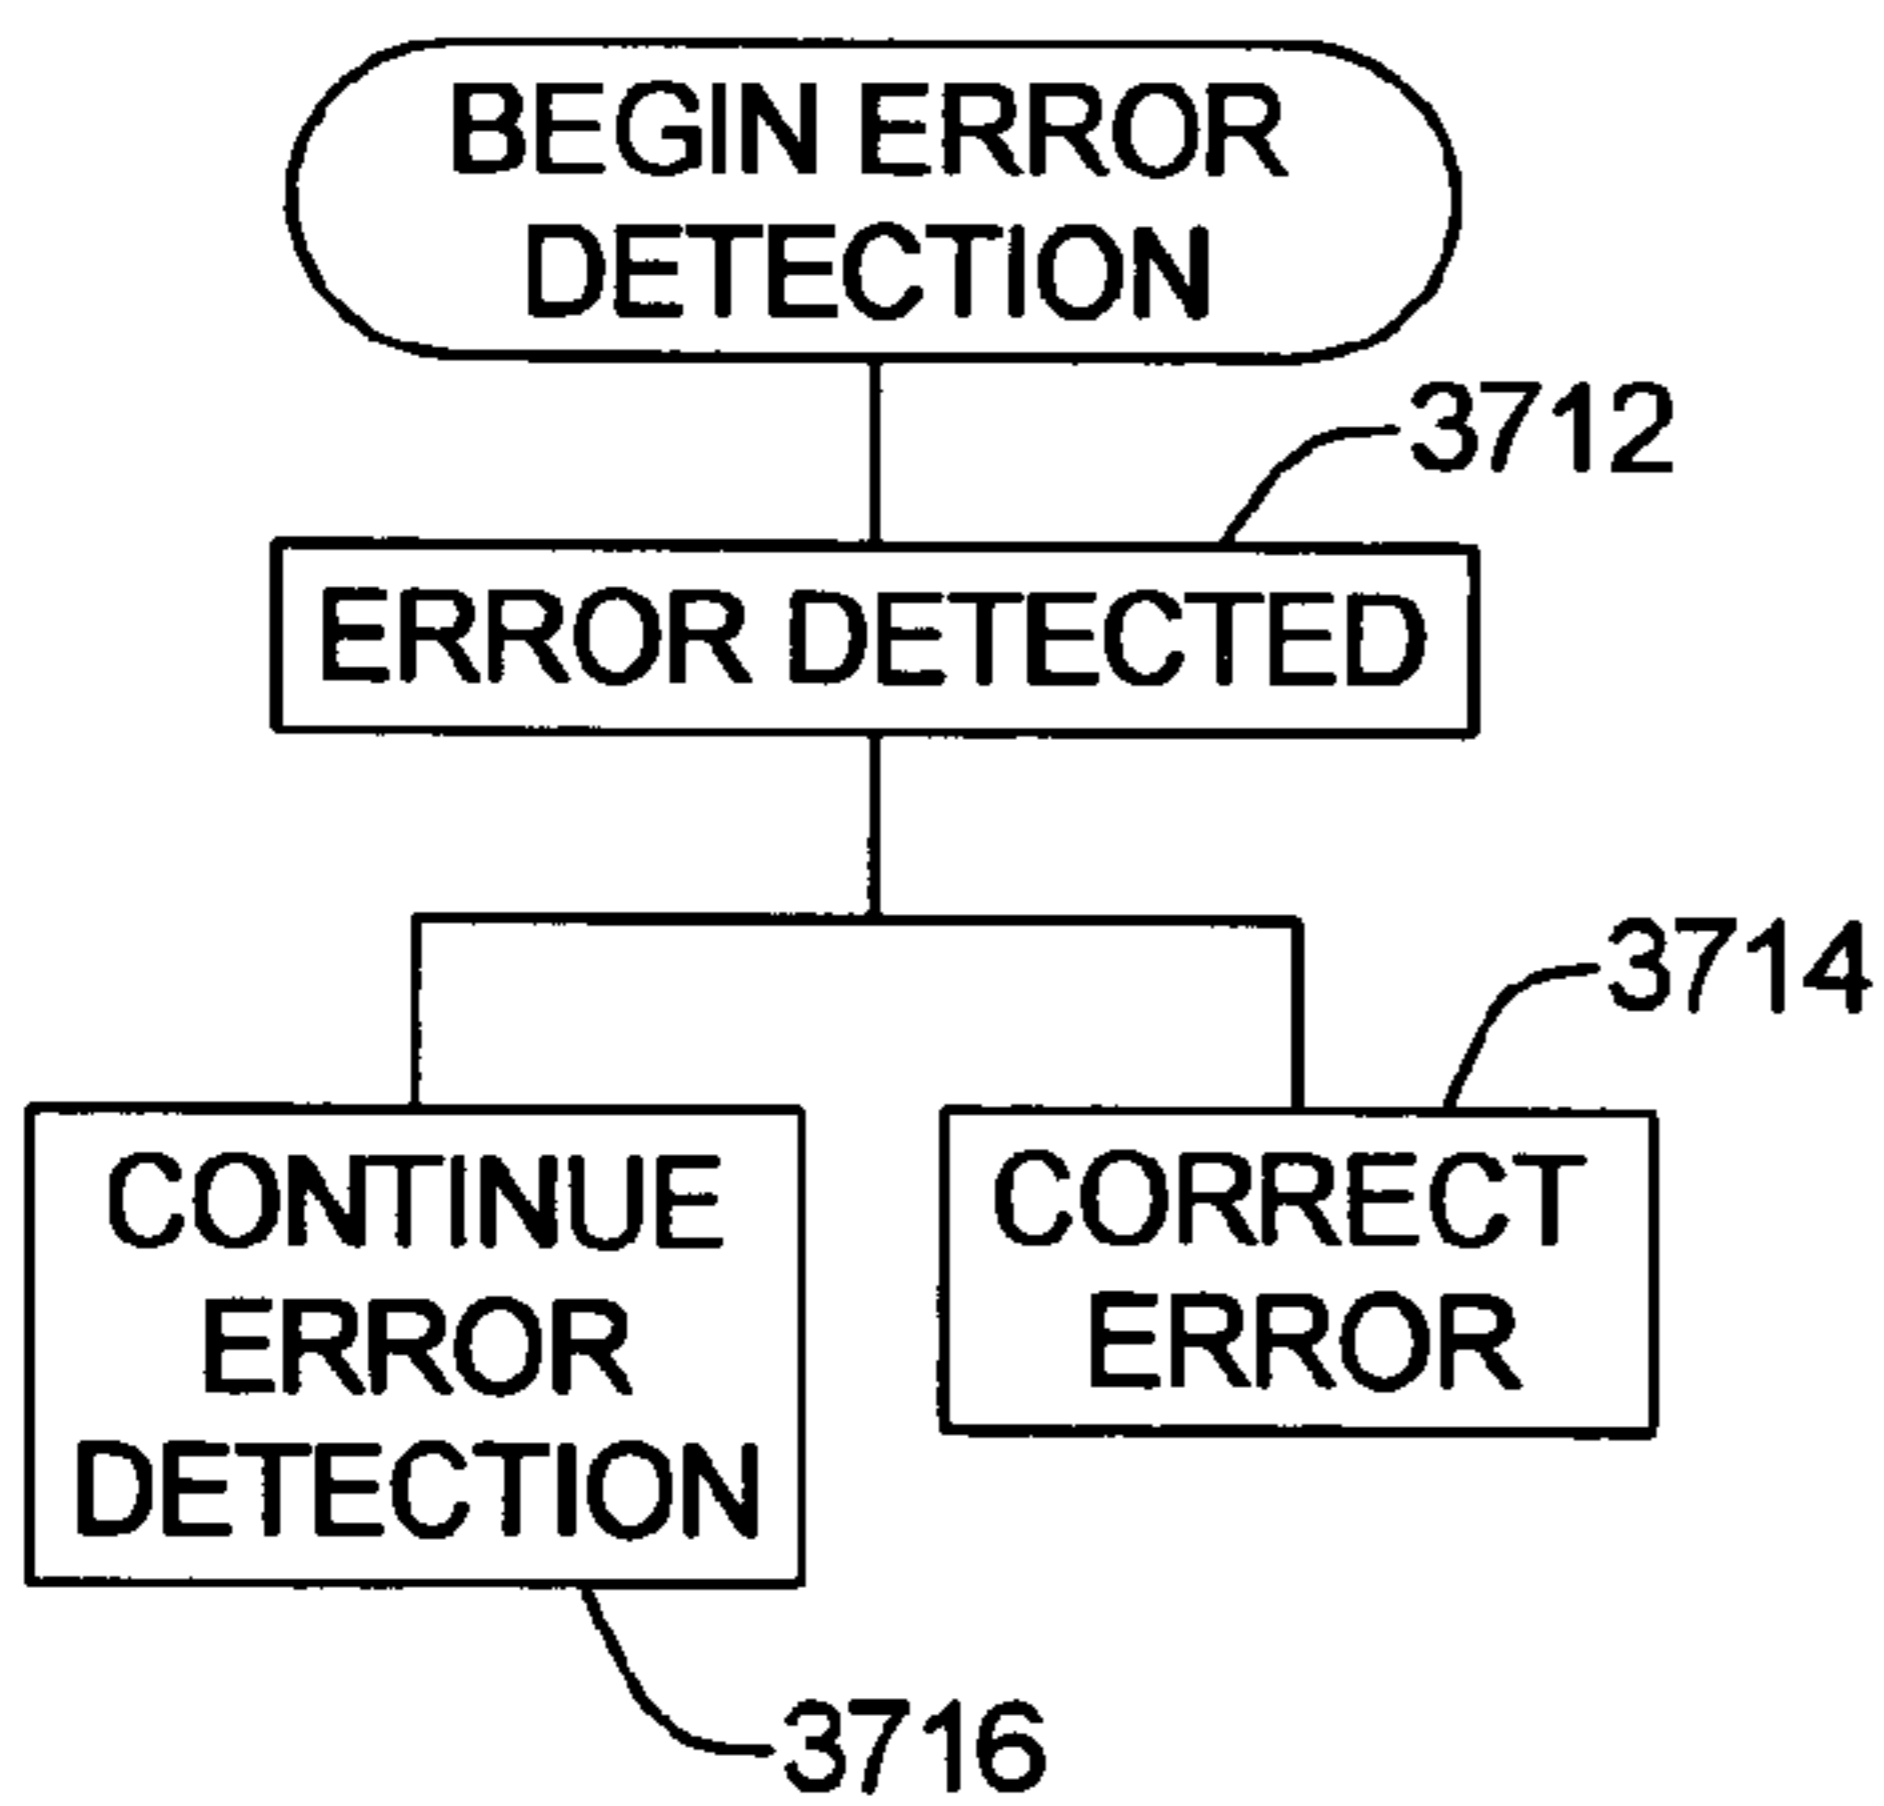 BEGIN ERROR
DETECTION
3712
ERROR DETECTED
3714
CONTINUE
ERROR
DETECTION
CORRECT
ERROR
3716